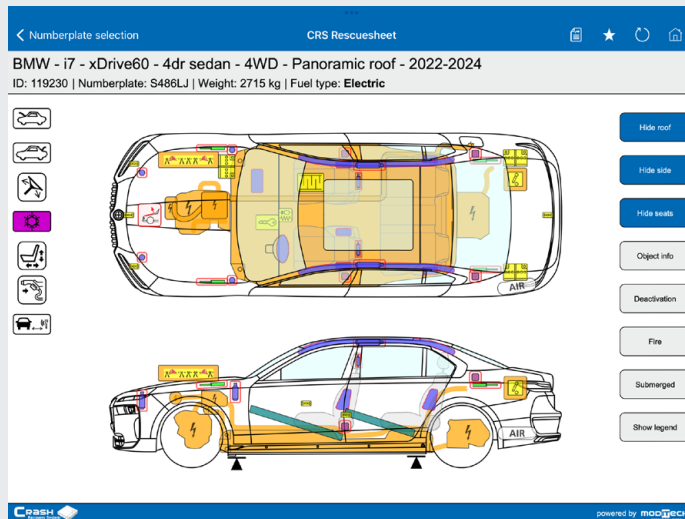 Numberplate selection
CRS Rescuesheet
BMW - i7 - xDrive60 - 4dr sedan - 4WD - Panoramic roof - 2022-2024
ID: 119230 | Numberplate: S486LJ | Weight: 2715 kg | Fuel type: Electric
Hide roof
Hide side
Hide seats
Object info
Deactivation
Fire
Submerged
Show legend
AIR
AIR
CRASH
powered by MODITECH